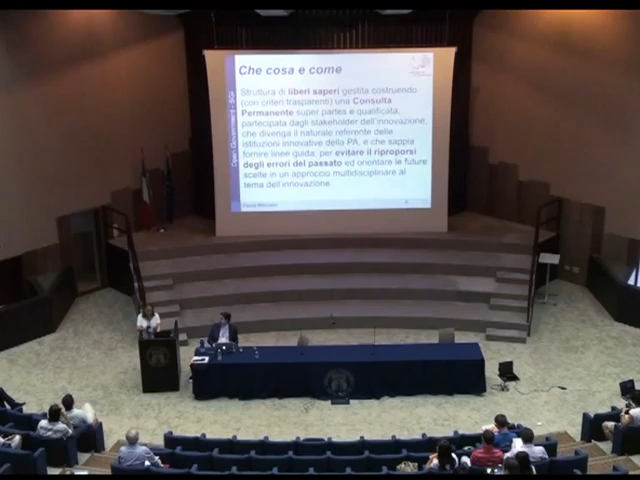 Che cosa e come
Open Government - SGI
Struttura di liberi saperi gestita costruendo
(con criteri trasparenti) una Consulta
Permanente super partes e qualificata,
partecipata dagli stakeholder dell'innovazione,
che divenga il naturale referente delle
istituzioni innovative della PA, e che sappia
fornire linee guida, per evitare il riproporsi
degli errori del passato ed orientare le future
scelte in un approccio multidisciplinare al
tema dell'innovazione